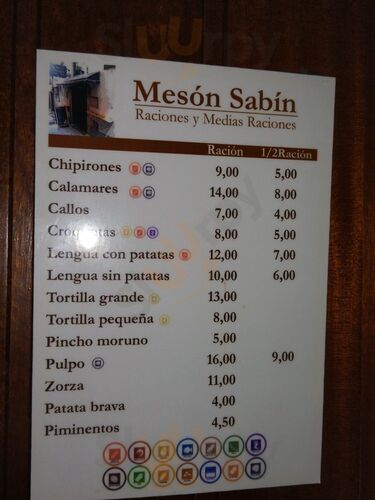 Mesón Sabín
Raciones y Medias Raciones
Ración 1/2Ración
Chipirones 9,00 5,00
Calamares 14,00 8,00
Callos 7,00 4,00
Croquetas 8,00 5,00
Lengua con patatas 12,00 7,00
Lengua sin patatas 10,00 6,00
Tortilla grande 13,00
Tortilla pequeña 8,00
Pincho moruno 5,00
Pulpo 16,00 9,00
Zorza 11,00
Patata brava 4,00
Piminentos 4,50